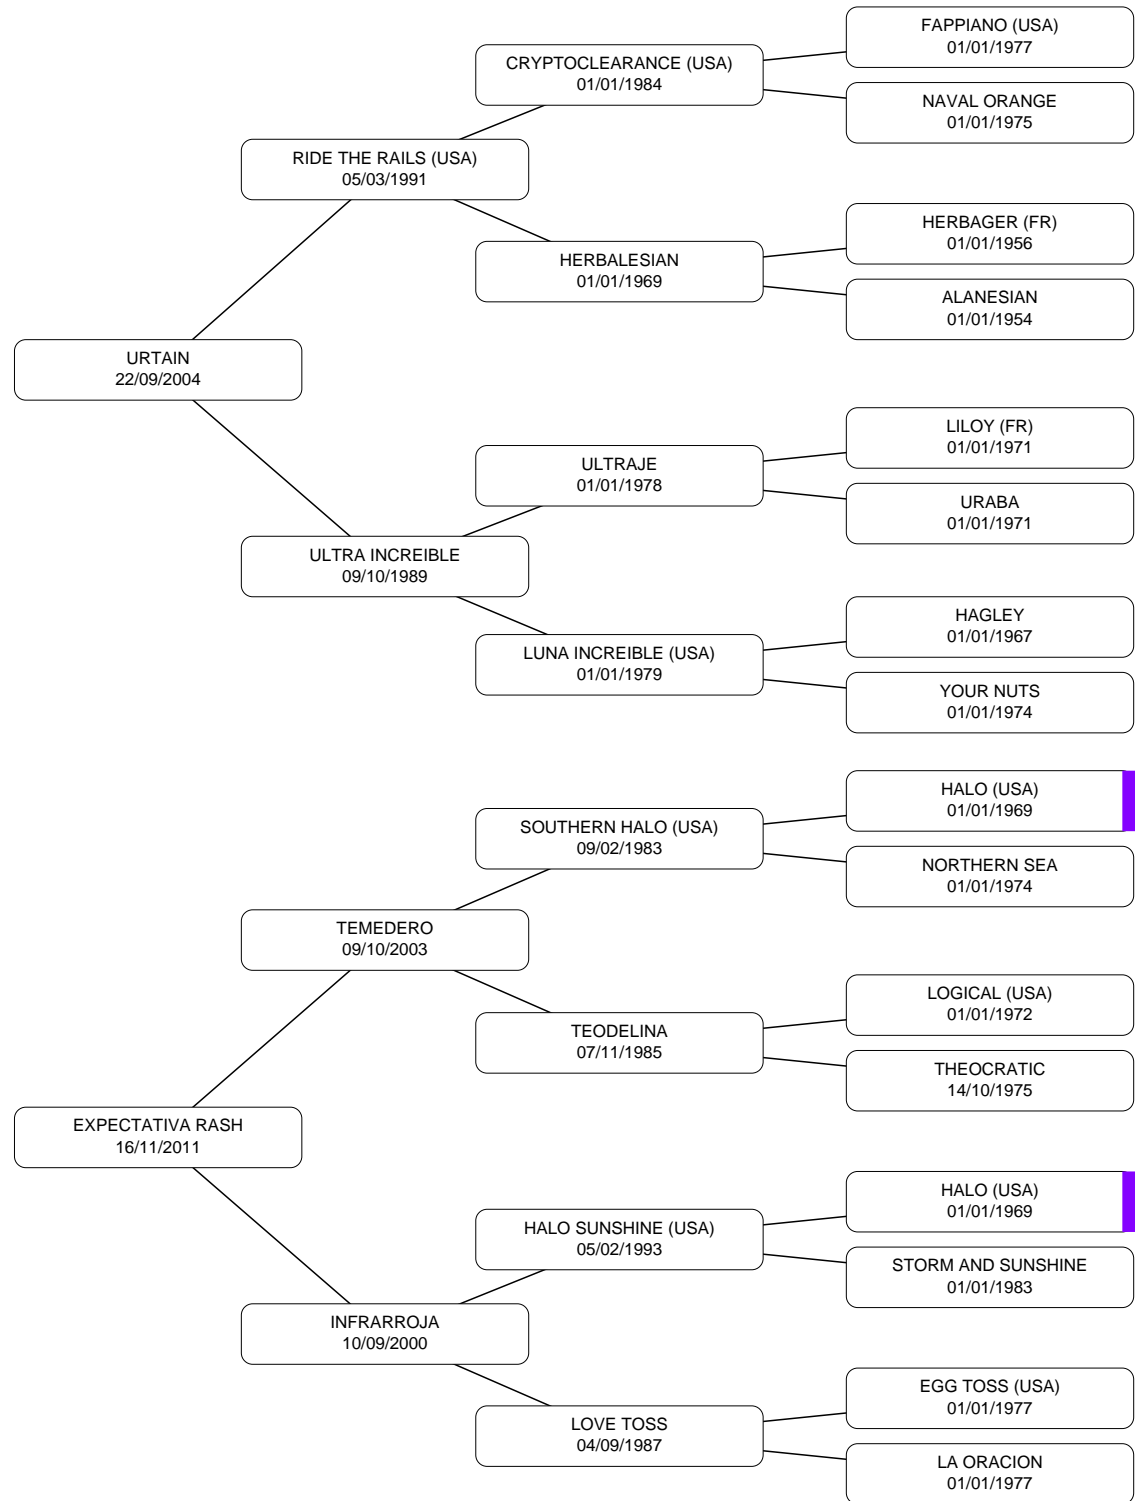 FAPPIANO (USA)
01/01/1977
CRYPTOCLEARANCE (USA)
01/01/1984
NAVAL ORANGE
01/01/1975
RIDE THE RAILS (USA)
05/03/1991
HERBAGER (FR)
01/01/1956
HERBALESIAN
01/01/1969
ALANESIAN
01/01/1954
URTAIN
22/09/2004
LILOY (FR)
01/01/1971
ULTRAJE
01/01/1978
URABA
01/01/1971
ULTRA INCREIBLE
09/10/1989
HAGLEY
01/01/1967
LUNA INCREIBLE (USA)
01/01/1979
YOUR NUTS
01/01/1974
HALO (USA)
01/01/1969
SOUTHERN HALO (USA)
09/02/1983
NORTHERN SEA
01/01/1974
TEMEDERO
09/10/2003
LOGICAL (USA)
01/01/1972
TEODELINA
07/11/1985
THEOCRATIC
14/10/1975
EXPECTATIVA RASH
16/11/2011
HALO (USA)
01/01/1969
HALO SUNSHINE (USA)
05/02/1993
STORM AND SUNSHINE
01/01/1983
INFRARROJA
10/09/2000
EGG TOSS (USA)
01/01/1977
LOVE TOSS
04/09/1987
LA ORACION
01/01/1977